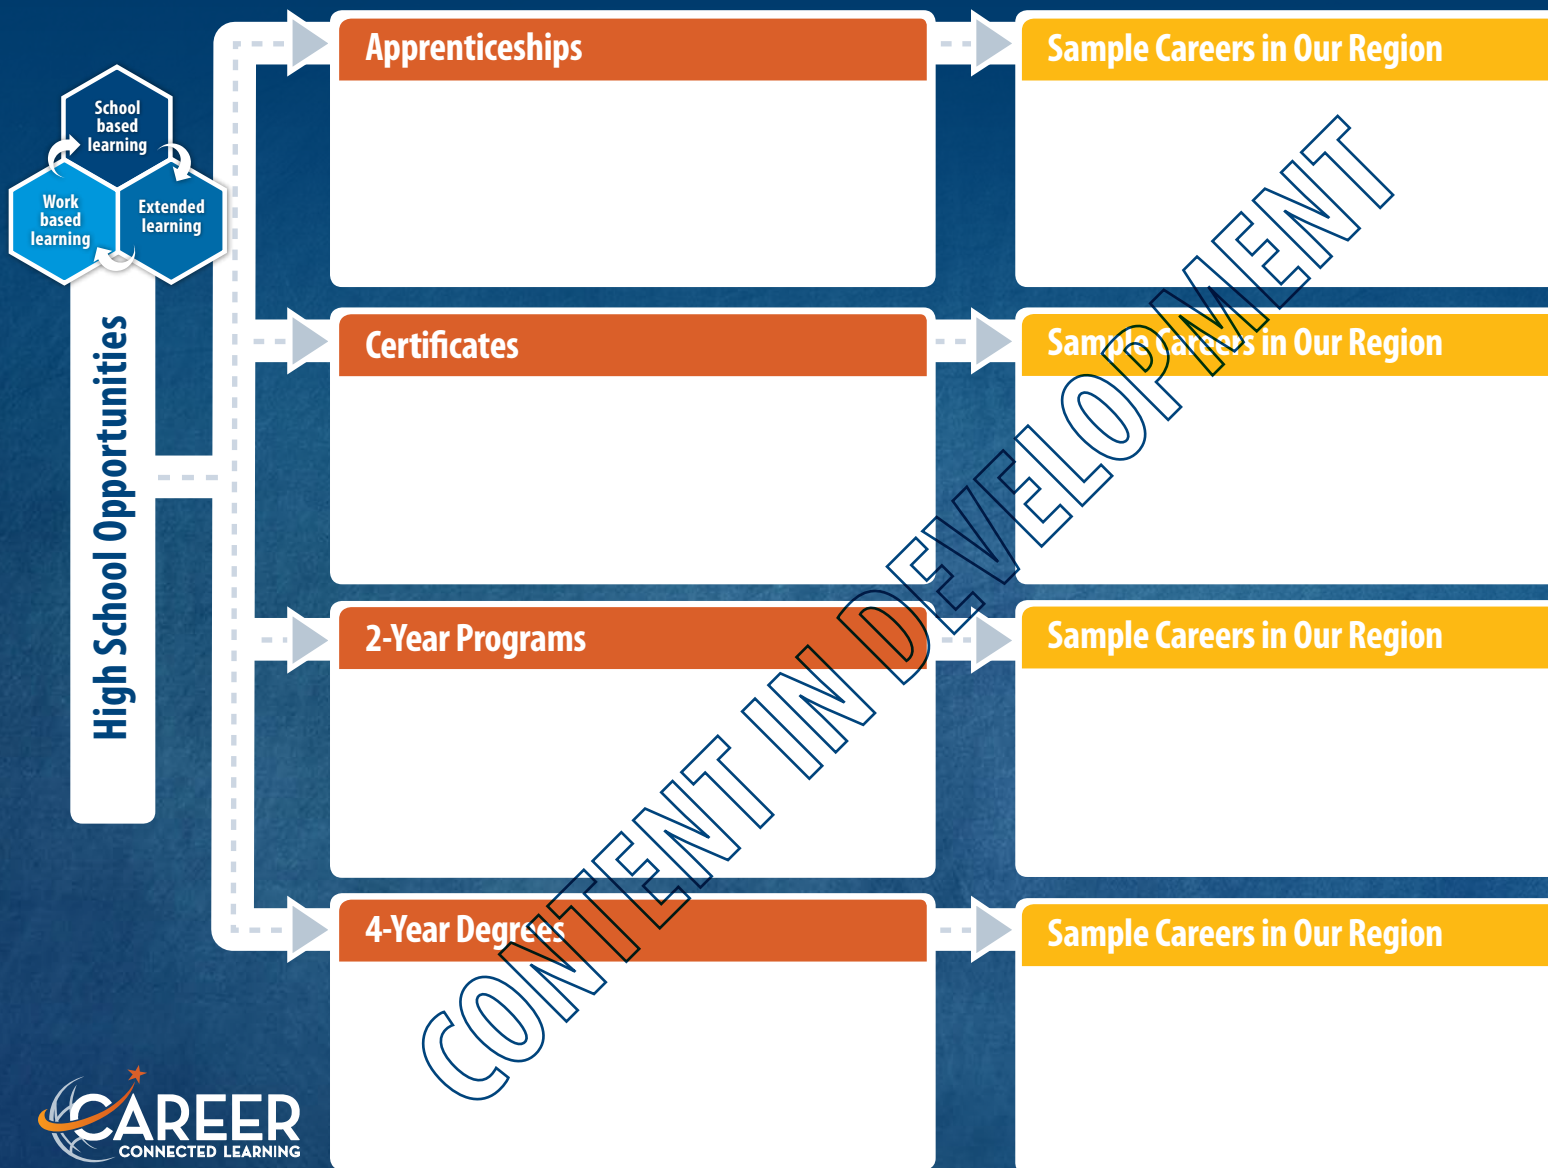 School
based
learning
Work
based
learning
Extended
learning
High School Opportunities
Apprenticeships
Sample Careers in Our Region
Certificates
Sample Careers in Our Region
2-Year Programs
Sample Careers in Our Region
4-Year Degrees
Sample Careers in Our Region
CONTENT IN DEVELOPMENT
CAREER
CONNECTED LEARNING